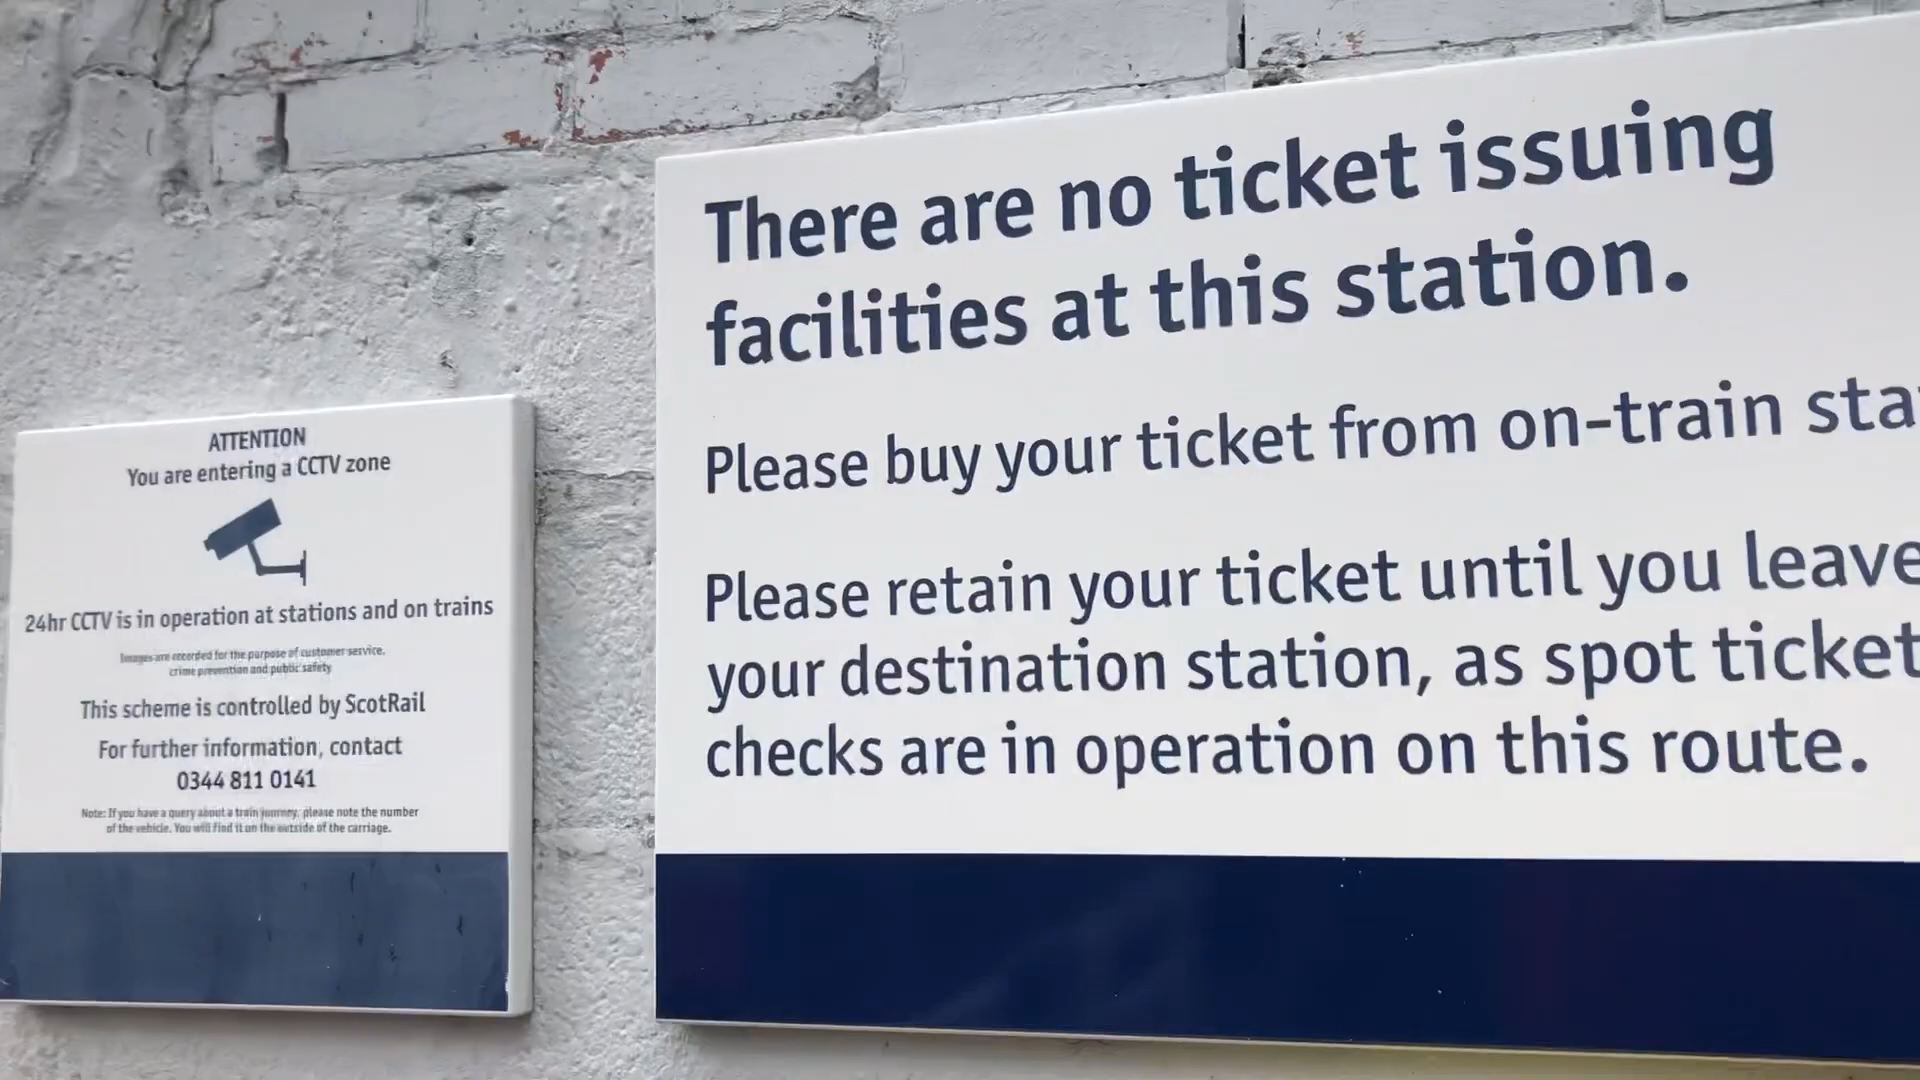 ATTENTION
You are entering a CCTV zone
24hr CCTV is in operation at stations and on trains
Images are recorded for the purpose of customer service,
crime prevention and public safety
This scheme is controlled by ScotRail
For further information, contact
0344 811 0141
Note: If you have a query about a train journey, please note the number
of the vehicle. You will find it on the outside of the carriage.
There are no ticket issuing
facilities at this station.
Please buy your ticket from on-train
Please retain your ticket until you leave
your destination station, as spot ticket
checks are in operation on this route.